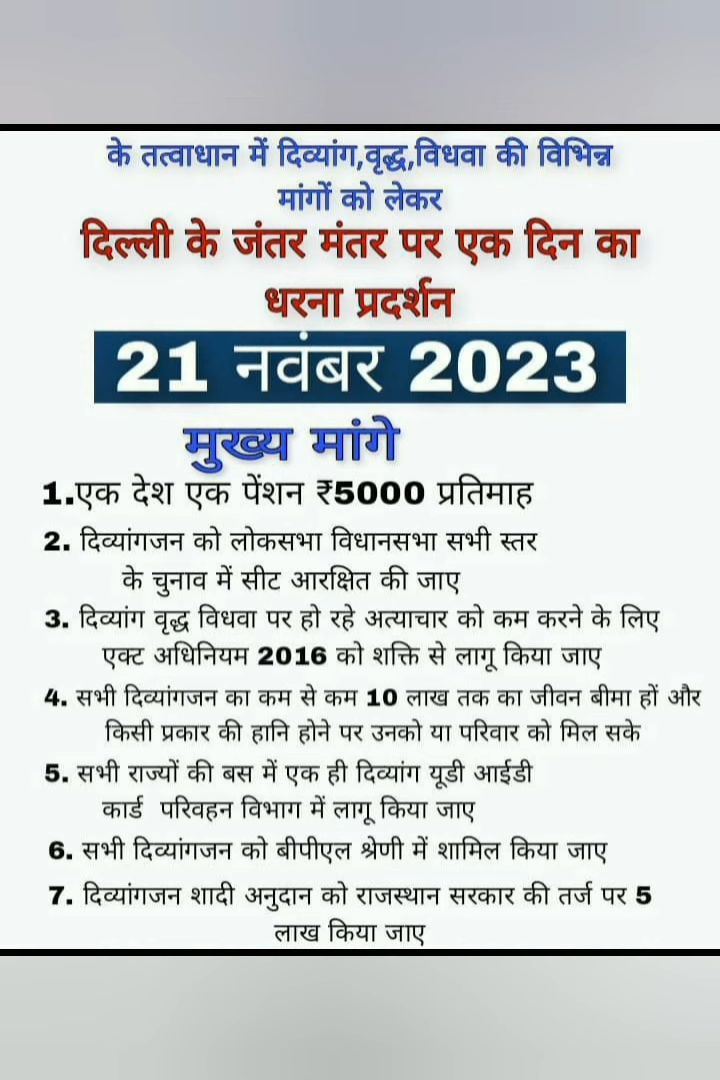 के तत्वाधान में दिव्यांग,वृद्ध,विधवा की विभिन्न
मांगों को लेकर
दिल्ली के जंतर मंतर पर एक दिन का
धरना प्रदर्शन
21 नवंबर 2023
मुख्य मांगे
1.एक देश एक पेंशन ₹5000 प्रतिमाह
2. दिव्यांगजन को लोकसभा विधानसभा सभी स्तर
के चुनाव में सीट आरक्षित की जाए
3. दिव्यांग वृद्ध विधवा पर हो रहे अत्याचार को कम करने के लिए
एक्ट अधिनियम 2016 को शक्ति से लागू किया जाए
4. सभी दिव्यांगजन का कम से कम 10 लाख तक का जीवन बीमा हों और
किसी प्रकार की हानि होने पर उनको या परिवार को मिल सके
5. सभी राज्यों की बस में एक ही दिव्यांग यूडी आईडी
कार्ड परिवहन विभाग में लागू किया जाए
6. सभी दिव्यांगजन को बीपीएल श्रेणी में शामिल किया जाए
7. दिव्यांगजन शादी अनुदान को राजस्थान सरकार की तर्ज पर 5
लाख किया जाए